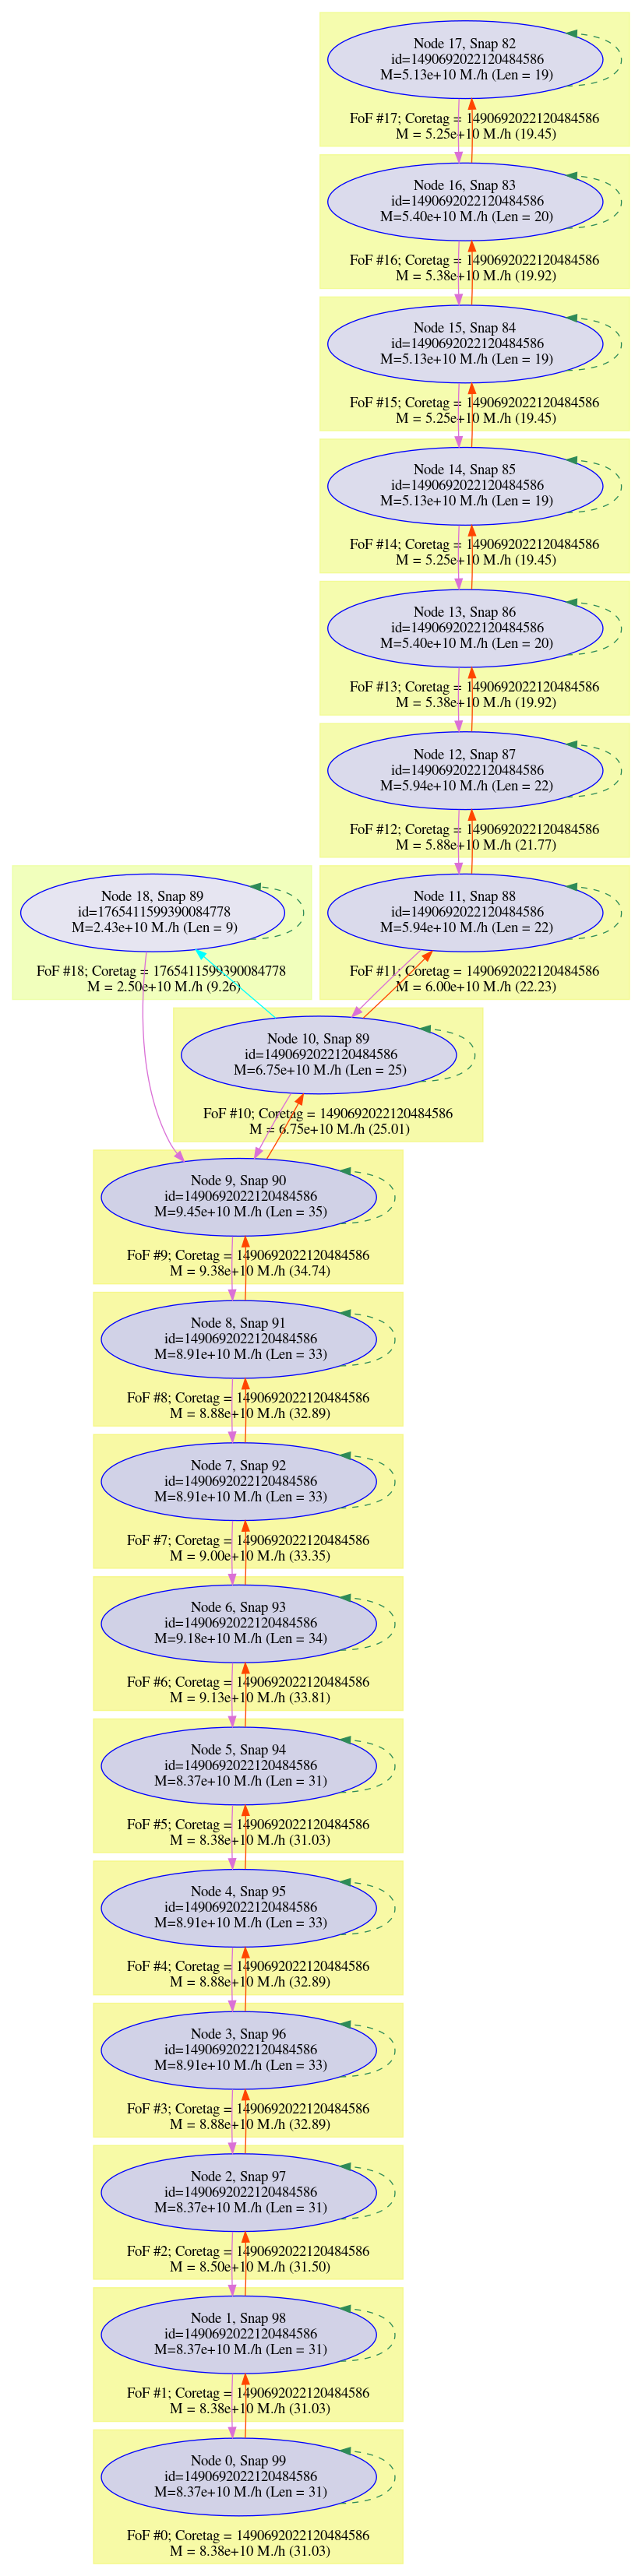 Node 17, Snap 82
id=1490692022120484586
M=5.13e+10 M./h (Len = 19)
FoF #17; Coretag = 1490692022120484586
M = 5.25e+10 M./h (19.45)
Node 16, Snap 83
id=1490692022120484586
M=5.40e+10 M./h (Len = 20)
FoF #16; Coretag = 1490692022120484586
M = 5.38e+10 M./h (19.92)
Node 15, Snap 84
id=1490692022120484586
M=5.13e+10 M./h (Len = 19)
FoF #15; Coretag = 1490692022120484586
M = 5.25e+10 M./h (19.45)
Node 14, Snap 85
id=1490692022120484586
M=5.13e+10 M./h (Len = 19)
FoF #14; Coretag = 1490692022120484586
M = 5.25e+10 M./h (19.45)
Node 13, Snap 86
id=1490692022120484586
M=5.40e+10 M./h (Len = 20)
FoF #13; Coretag = 1490692022120484586
M = 5.38e+10 M./h (19.92)
Node 12, Snap 87
id=1490692022120484586
M=5.94e+10 M./h (Len = 22)
FoF #12; Coretag = 1490692022120484586
M = 5.88e+10 M./h (21.77)
Node 18, Snap 89
id=1765411599390084778
M=2.43e+10 M./h (Len = 9)
FoF #18; Coretag = 1765411599390084778
M = 2.50e+10 M./h (9.26)
Node 11, Snap 88
id=1490692022120484586
M=5.94e+10 M./h (Len = 22)
FoF #11; Coretag = 1490692022120484586
M = 6.00e+10 M./h (22.23)
Node 10, Snap 89
id=1490692022120484586
M=6.75e+10 M./h (Len = 25)
FoF #10; Coretag = 1490692022120484586
M = 6.75e+10 M./h (25.01)
Node 9, Snap 90
id=1490692022120484586
M=9.45e+10 M./h (Len = 35)
FoF #9; Coretag = 1490692022120484586
M = 9.38e+10 M./h (34.74)
Node 8, Snap 91
id=1490692022120484586
M=8.91e+10 M./h (Len = 33)
FoF #8; Coretag = 1490692022120484586
M = 8.88e+10 M./h (32.89)
Node 7, Snap 92
id=1490692022120484586
M=8.91e+10 M./h (Len = 33)
FoF #7; Coretag = 1490692022120484586
M = 9.00e+10 M./h (33.35)
Node 6, Snap 93
id=1490692022120484586
M=9.18e+10 M./h (Len = 34)
FoF #6; Coretag = 1490692022120484586
M = 9.13e+10 M./h (33.81)
Node 5, Snap 94
id=1490692022120484586
M=8.37e+10 M./h (Len = 31)
FoF #5; Coretag = 1490692022120484586
M = 8.38e+10 M./h (31.03)
Node 4, Snap 95
id=1490692022120484586
M=8.91e+10 M./h (Len = 33)
FoF #4; Coretag = 1490692022120484586
M = 8.88e+10 M./h (32.89)
Node 3, Snap 96
id=1490692022120484586
M=8.91e+10 M./h (Len = 33)
FoF #3; Coretag = 1490692022120484586
M = 8.88e+10 M./h (32.89)
Node 2, Snap 97
id=1490692022120484586
M=8.37e+10 M./h (Len = 31)
FoF #2; Coretag = 1490692022120484586
M = 8.50e+10 M./h (31.50)
Node 1, Snap 98
id=1490692022120484586
M=8.37e+10 M./h (Len = 31)
FoF #1; Coretag = 1490692022120484586
M = 8.38e+10 M./h (31.03)
Node 0, Snap 99
id=1490692022120484586
M=8.37e+10 M./h (Len = 31)
FoF #0; Coretag = 1490692022120484586
M = 8.38e+10 M./h (31.03)